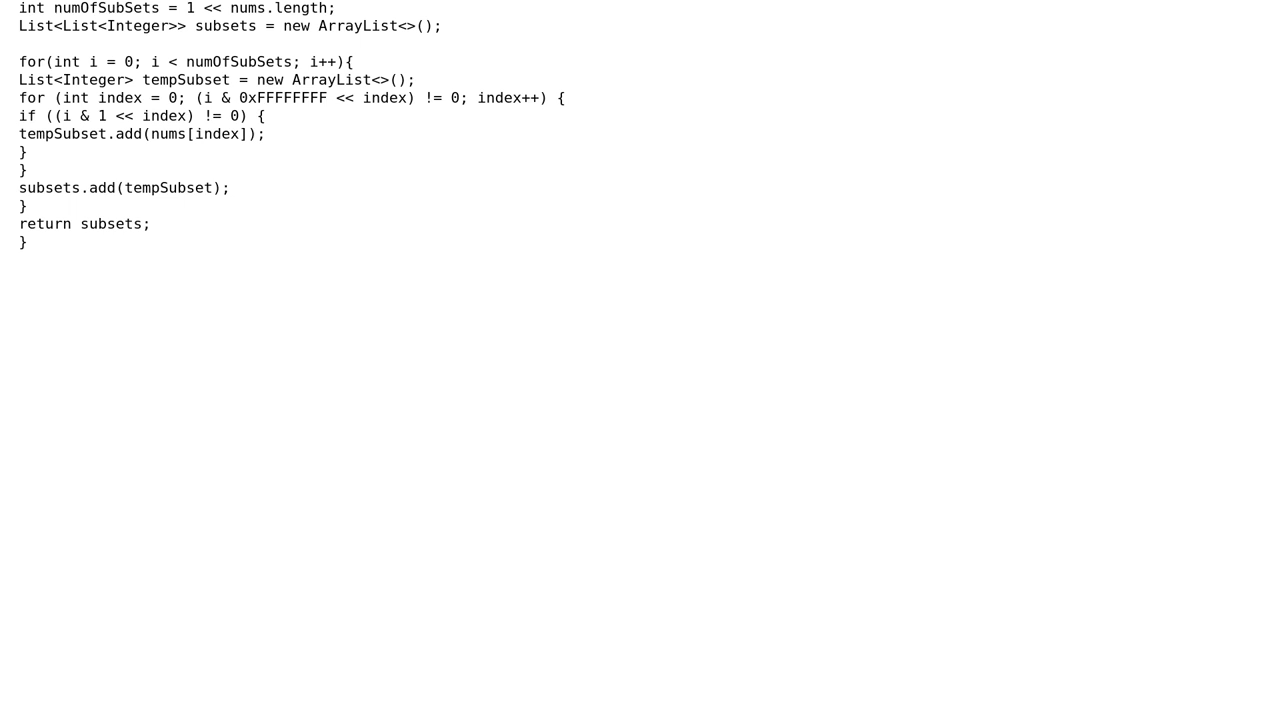 int numOfSubSets = 1 << nums.length;
List<List<Integer>> subsets = new ArrayList<>();
for(int i = 0; i < numOfSubSets; i++){
List<Integer> tempSubset = new ArrayList<>();
for (int index = 0; (i & 0xFFFFFFFF << index) != 0; index++) {
if ((i & 1 << index) != 0) {
tempSubset.add(nums[index]);
}
}
subsets.add(tempSubset);
}
return subsets;
}